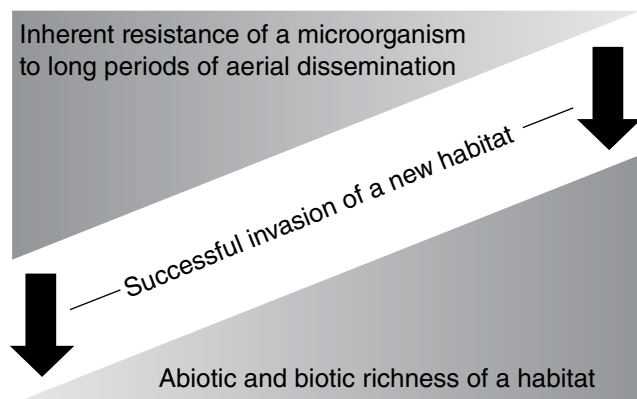 Inherent resistance of a microorganism
to long periods of aerial dissemination
Successful invasion of a new habitat
Abiotic and biotic richness of a habitat